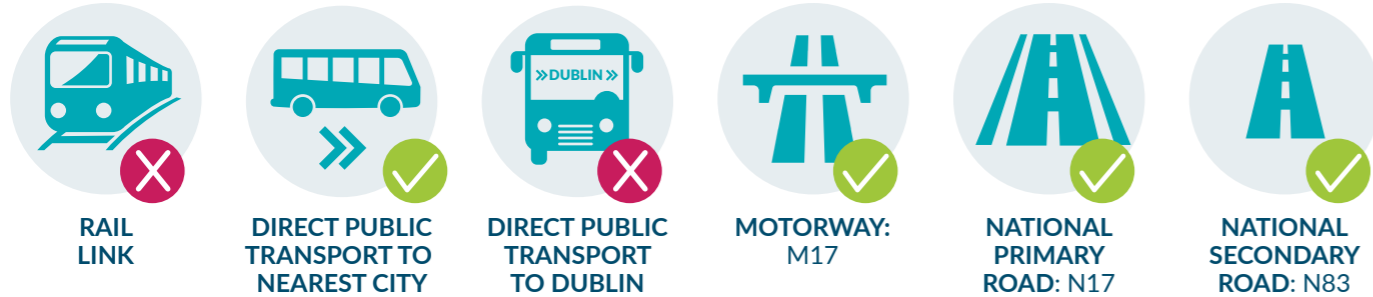 »DUBLIN»
RAIL
LINK
DIRECT PUBLIC
TRANSPORT TO
NEAREST CITY
DIRECT PUBLIC
TRANSPORT
TO DUBLIN
MOTORWAY:
M17
NATIONAL
PRIMARY
ROAD: N17
NATIONAL
SECONDARY
ROAD: N83